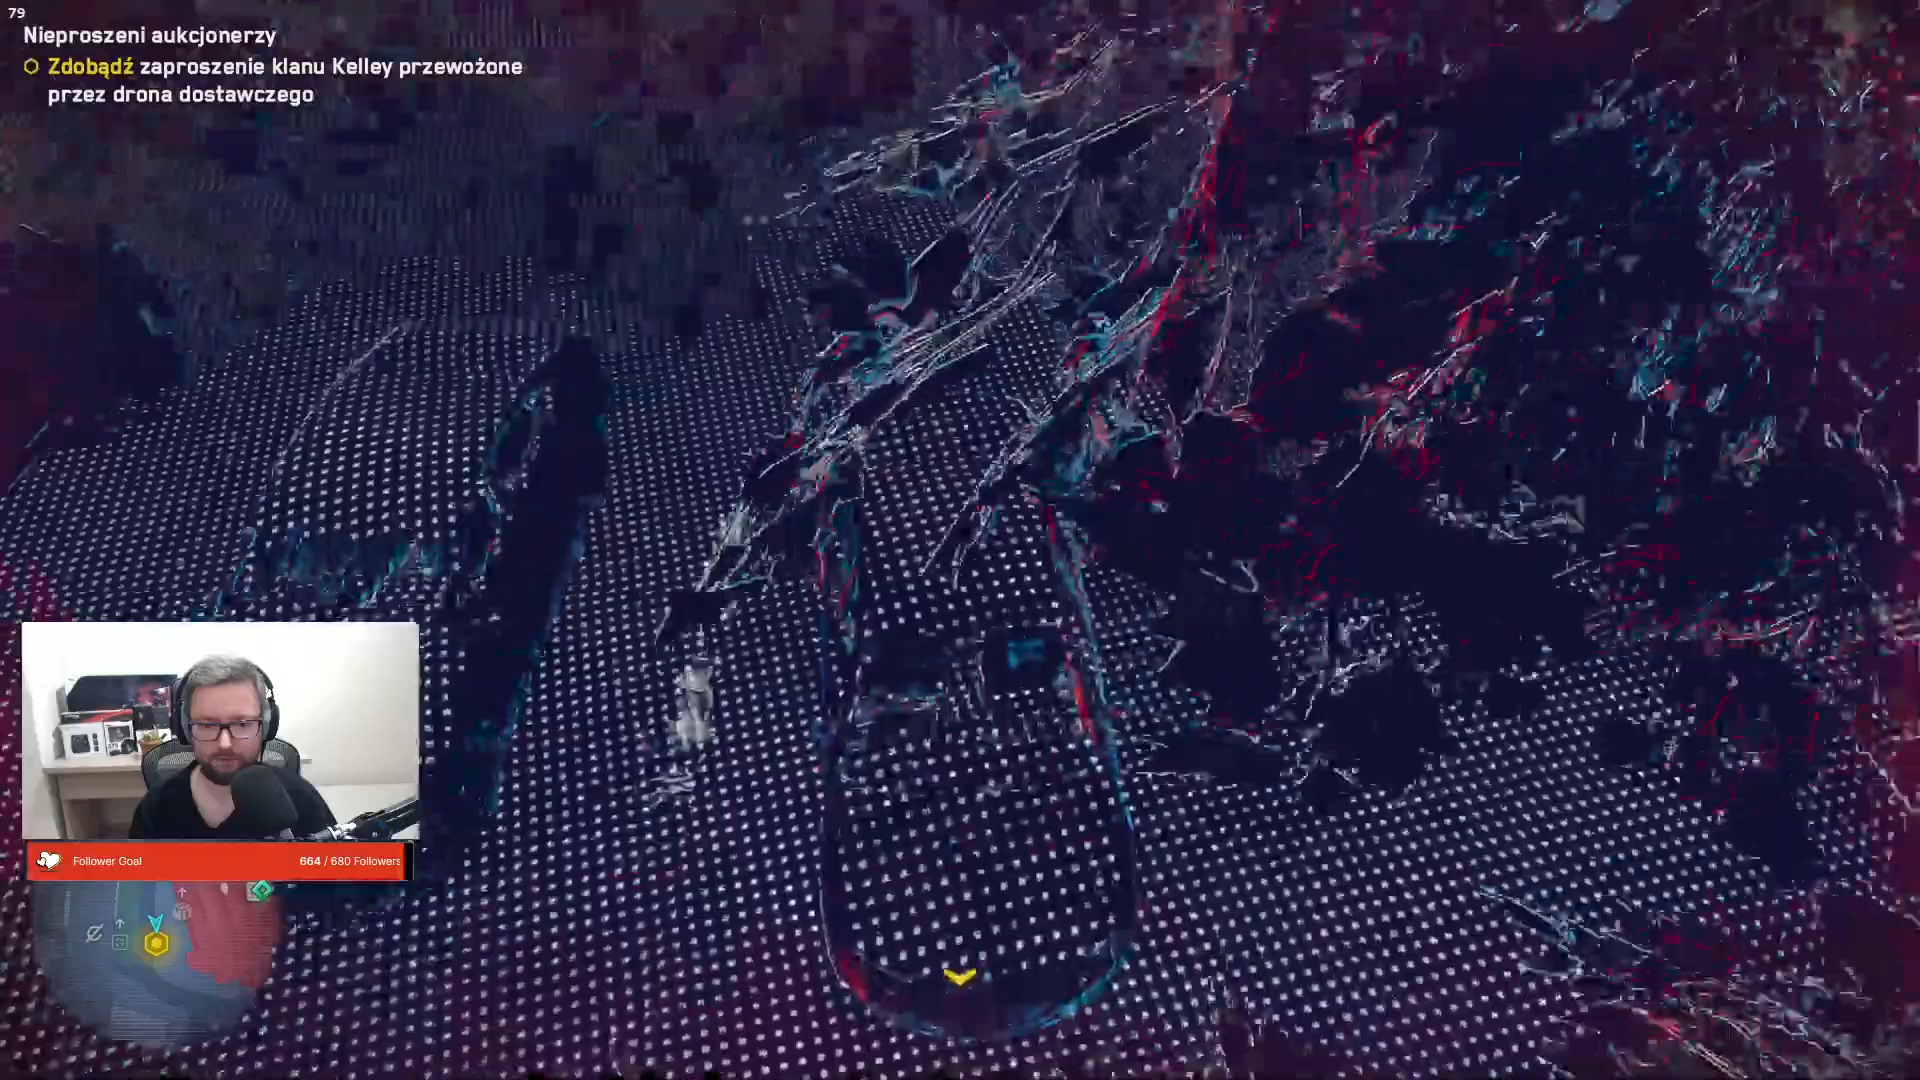 79
Nieproszeni aukcjonerzy
Zdobądź zaproszenie klanu Kelley przewożone
przez drona dostawczego
Follower Goal
664 / 680 Followers